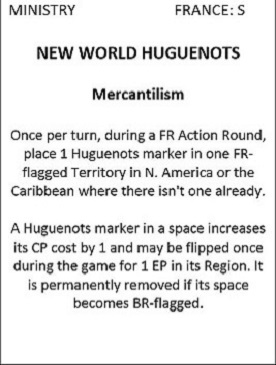 MINISTRY FRANCE: S
NEW WORLD HUGUENOTS
Mercantilism
Once per turn, during a FR Action Round,
place 1 Huguenots marker in one FR-
flagged Territory in N. America or the
Caribbean where there isn't one already.
A Huguenots marker in a space increases
its CP cost by 1 and may be flipped once
during the game for 1 EP in its Region. It
is permanently removed if its space
becomes BR-flagged.